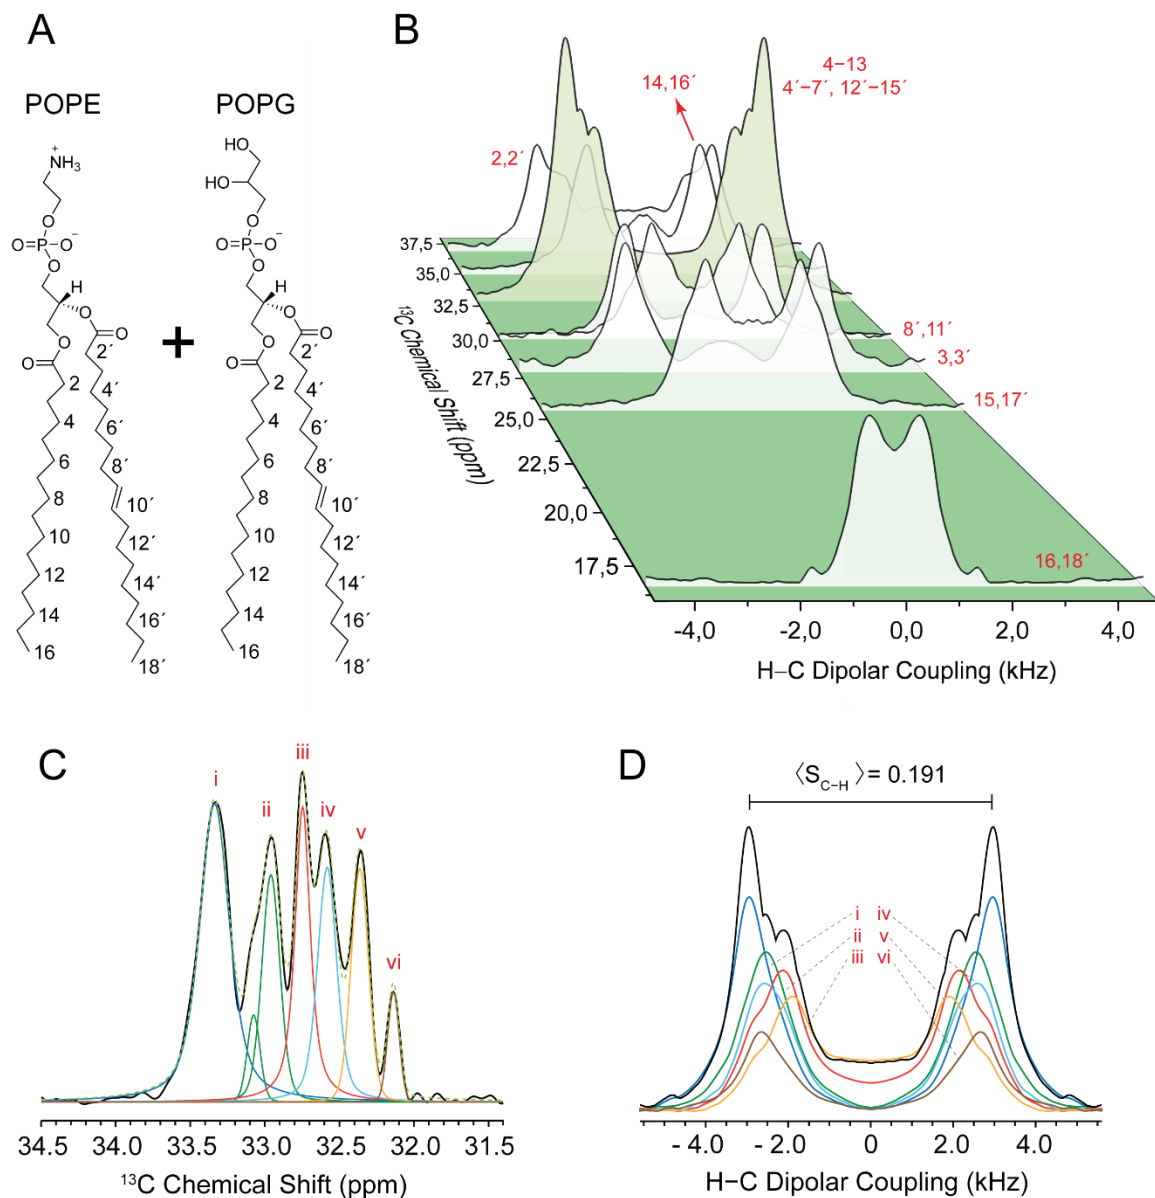 A
POPE
POPG
+
NH₃
O
O=P–O⁻
O
H
O
O
O
O
2´
4´
6´
8´
10´
12´
14´
16´
18´
2
4
6
8
10
12
14
16
+
HO
HO
O
O=P–O⁻
O
H
O
O
O
O
2´
4´
6´
8´
10´
12´
14´
16´
18´
2
4
6
8
10
12
14
16
B
2,2´
14,16´
4−13
4´−7´, 12´−15´
8´,11´
3,3´
15,17´
16,18´
37,5
35,0
32,5
30,0
27,5
25,0
22,5
20,0
17,5
¹³C Chemical Shift (ppm)
-4,0 -2,0 0,0 2,0 4,0
H−C Dipolar Coupling (kHz)
C
i
ii
iii
iv
v
vi
34.5 34.0 33.5 33.0 32.5 32.0 31.5
¹³C Chemical Shift (ppm)
D
⟨S_C−H⟩ = 0.191
i iv
ii v
iii vi
- 4.0 - 2.0 0 2.0 4.0
H−C Dipolar Coupling (kHz)